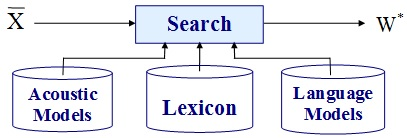 X̅ Search W*
Acoustic Models
Lexicon
Language Models